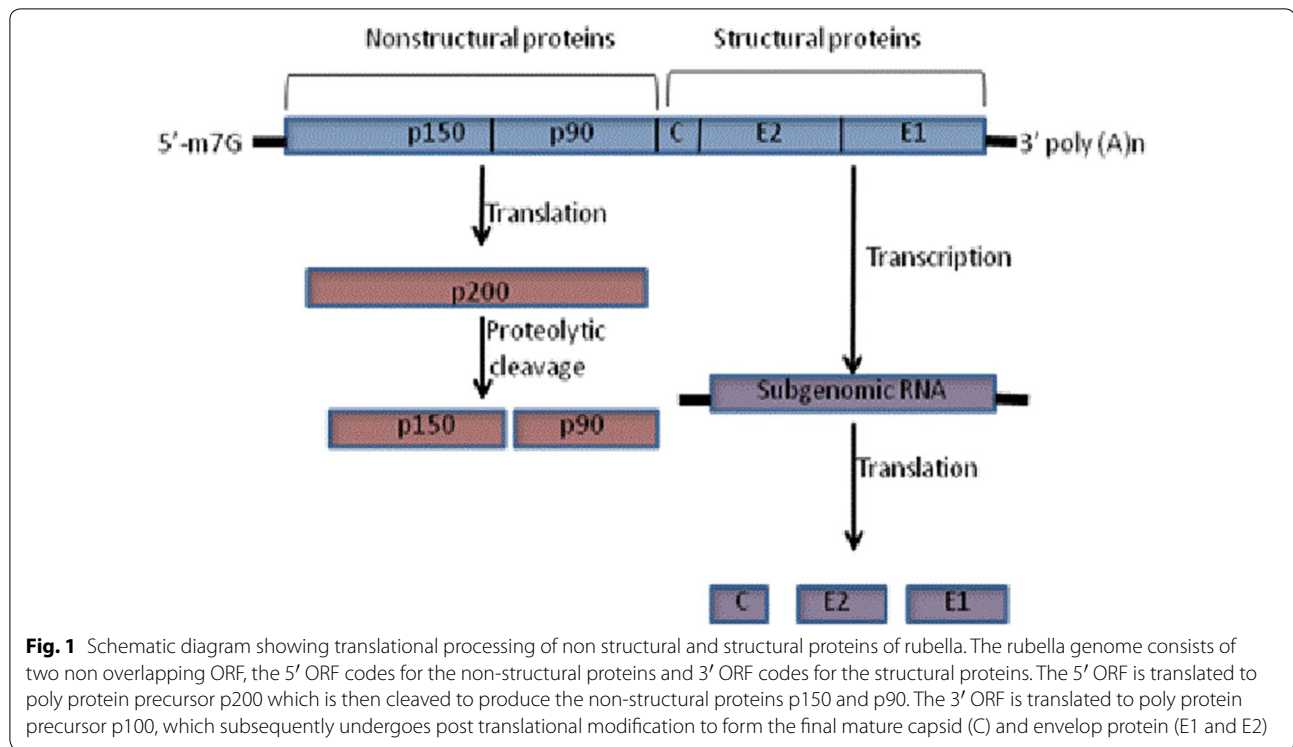 Nonstructural proteins Structural proteins
5′-m7G p150 p90 C E2 E1 3′ poly (A)n
Translation
Transcription
p200
Proteolytic
cleavage
Subgenomic RNA
p150 p90
Translation
C E2 E1
Fig. 1 Schematic diagram showing translational processing of non structural and structural proteins of rubella. The rubella genome consists of
two non overlapping ORF, the 5′ ORF codes for the non-structural proteins and 3′ ORF codes for the structural proteins. The 5′ ORF is translated to
poly protein precursor p200 which is then cleaved to produce the non-structural proteins p150 and p90. The 3′ ORF is translated to poly protein
precursor p100, which subsequently undergoes post translational modification to form the final mature capsid (C) and envelop protein (E1 and E2)